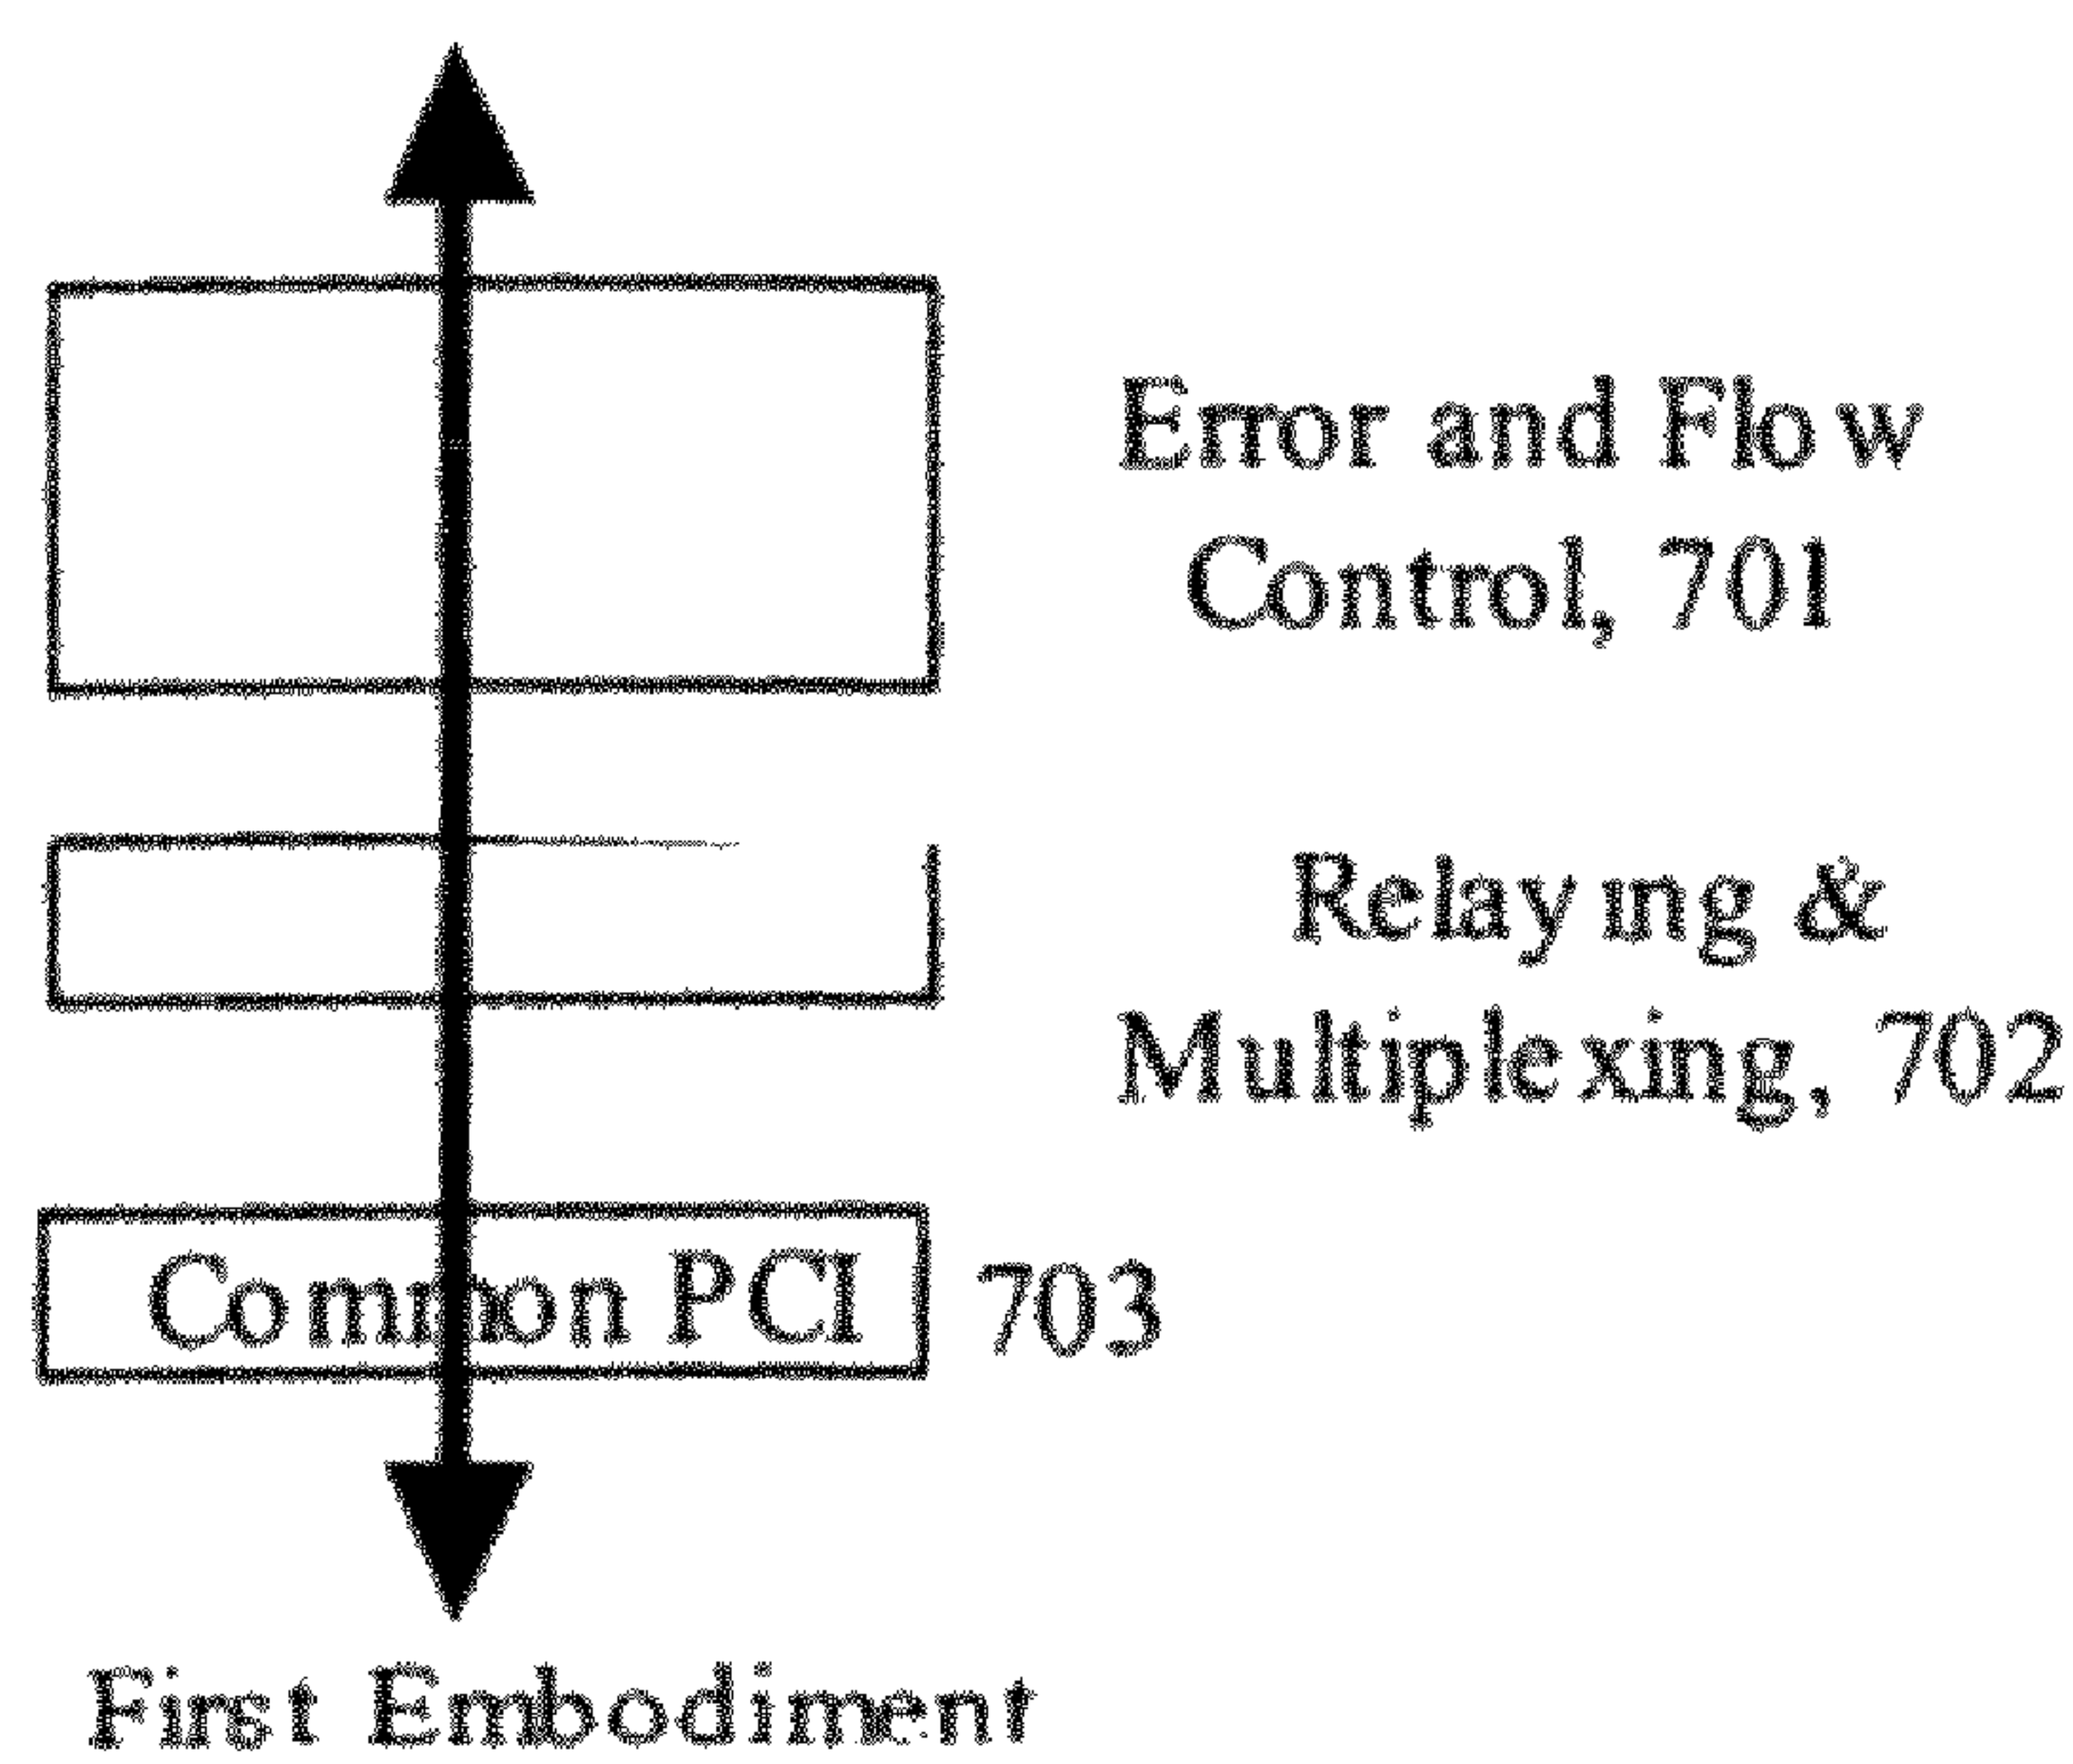 Error and Flow
Control, 701
Relaying &
Multiplexing, 702
Common PCI 703
First Embodiment